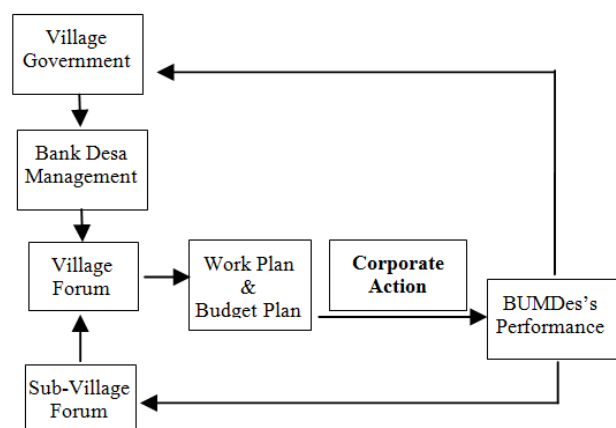 Village
Government
Bank Desa
Management
Village
Forum
Work Plan
&
Budget Plan
Corporate
Action
BUMDes's
Performance
Sub-Village
Forum